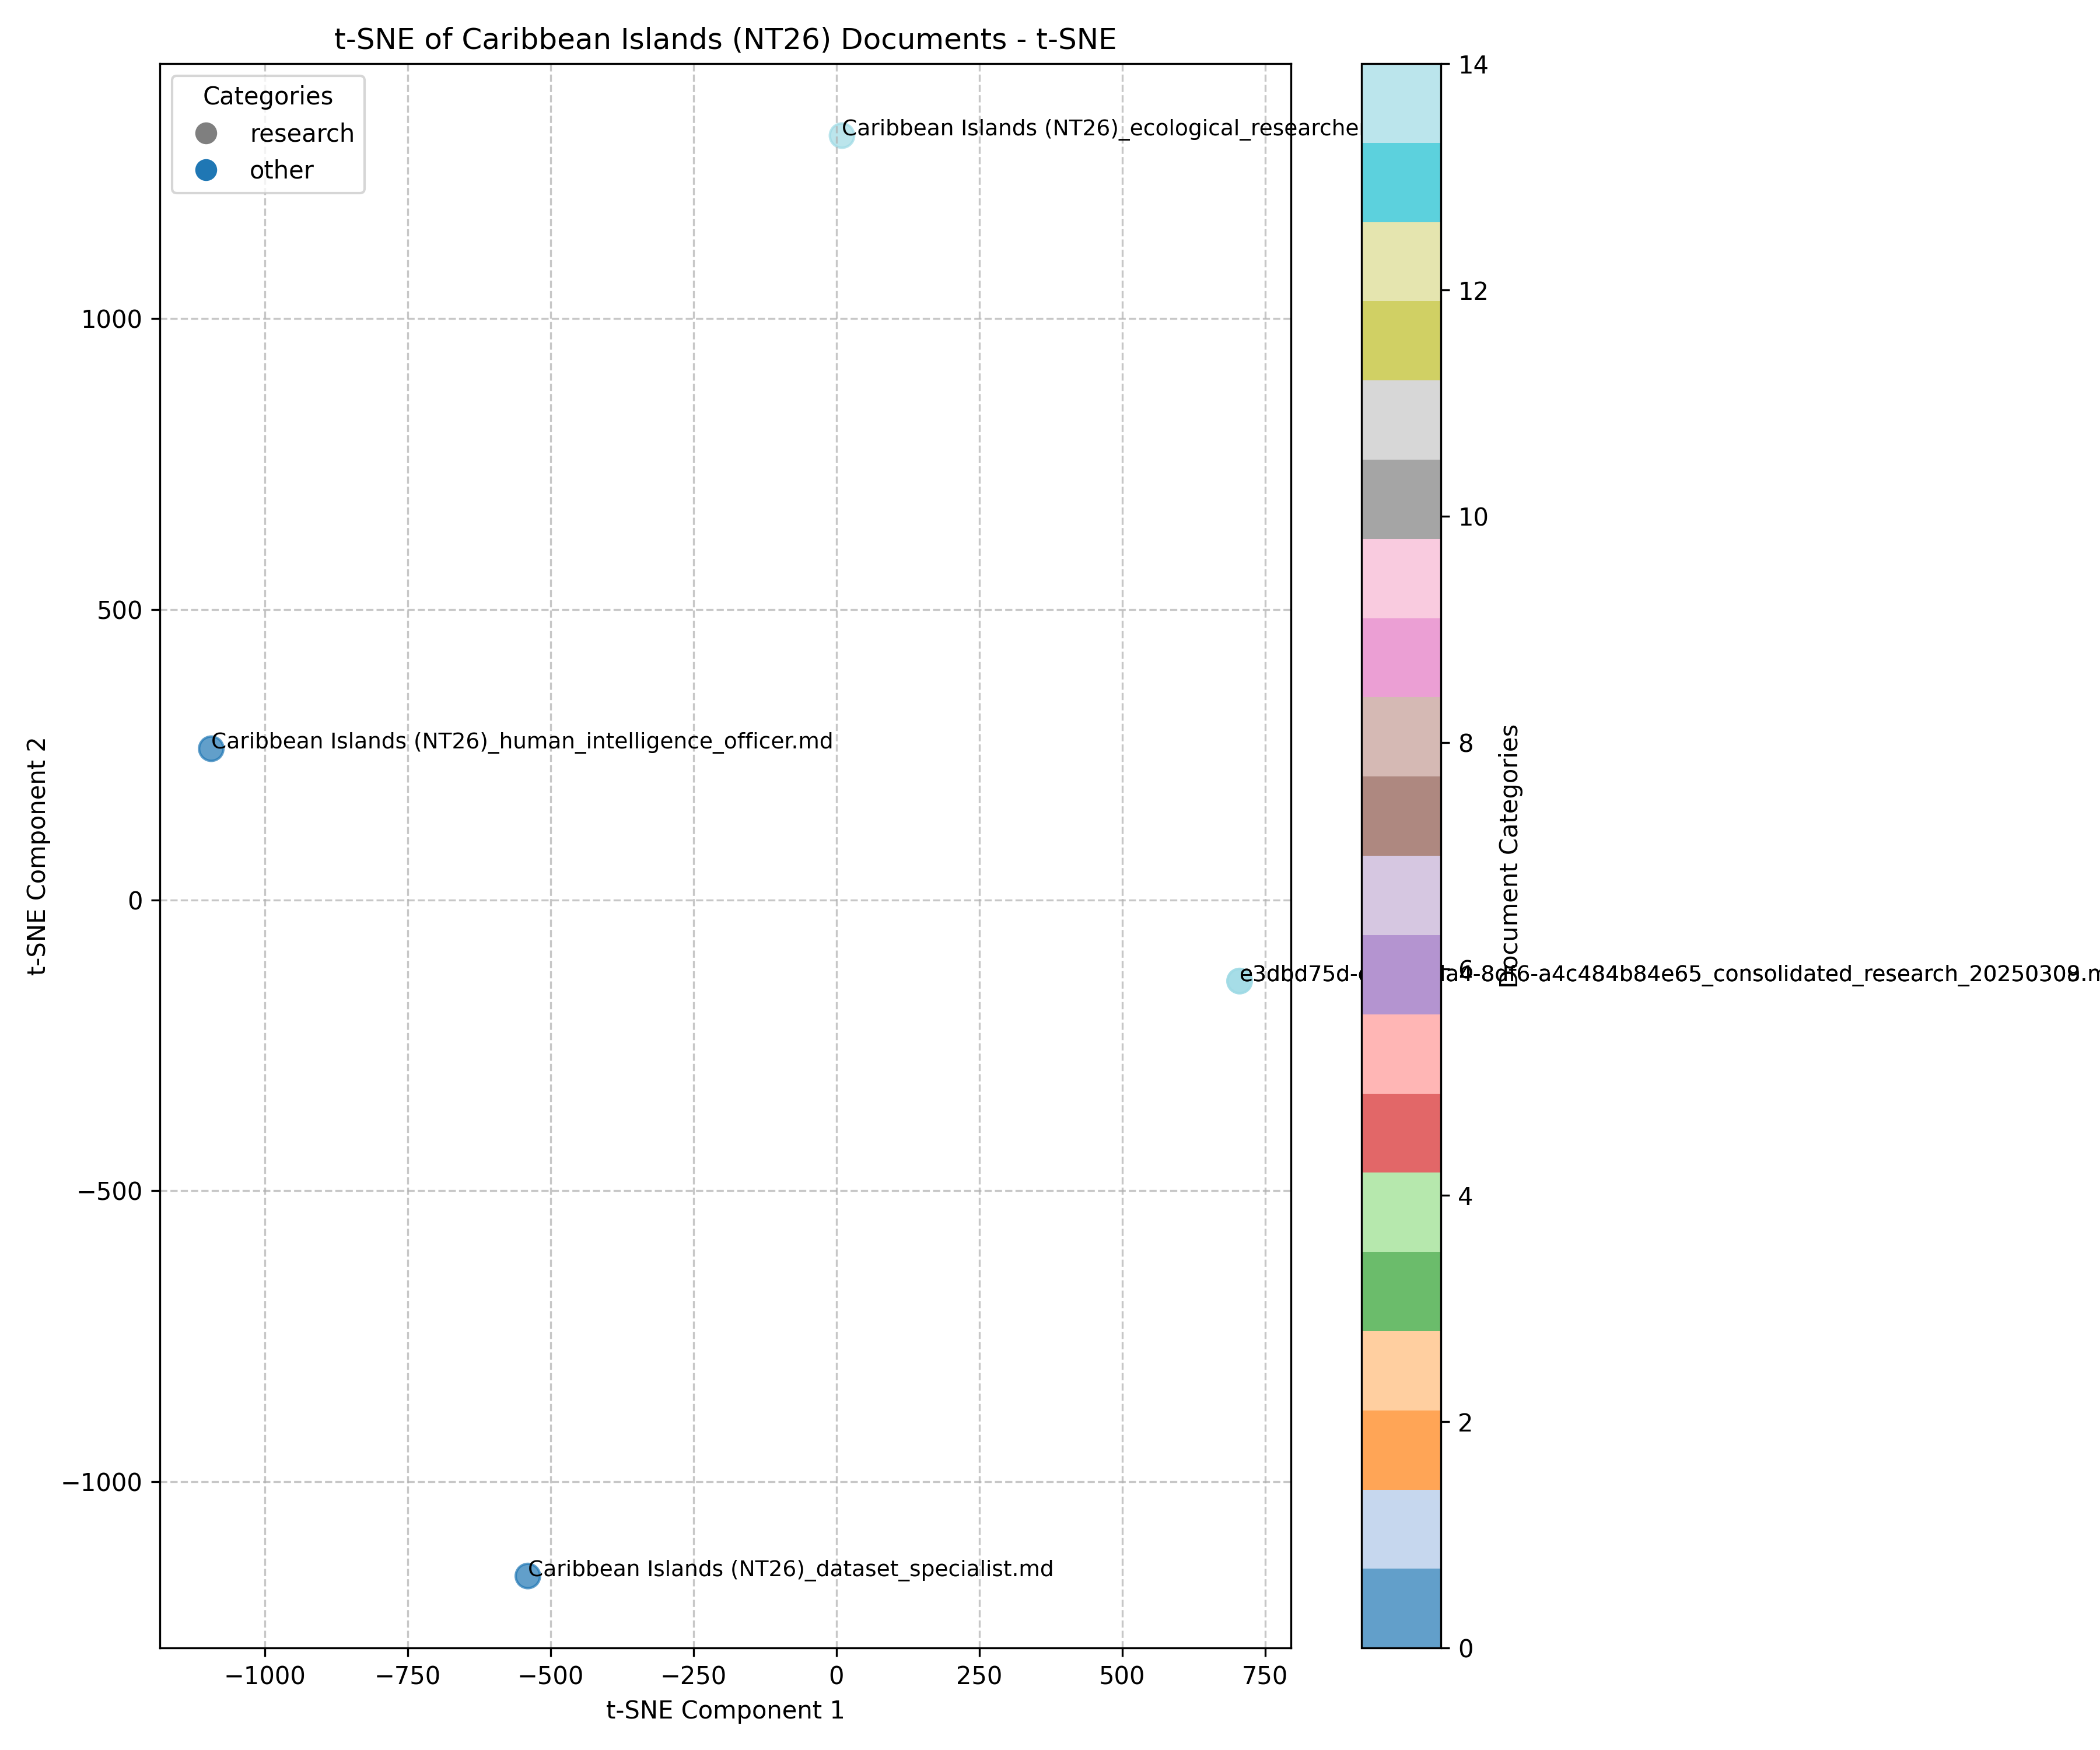 t-SNE of Caribbean Islands (NT26) Documents - t-SNE
Categories
research
other
Caribbean Islands (NT26)_ecological_researche
Caribbean Islands (NT26)_human_intelligence_officer.md
e3dbd75d- a4-8df6-a4c484b84e65_consolidated_research_20250309.m
Caribbean Islands (NT26)_dataset_specialist.md
1000
500
0
−500
−1000
t-SNE Component 2
−1000
−750
−500
−250
0
250
500
750
t-SNE Component 1
14
12
10
8
6
4
2
0
Document Categories